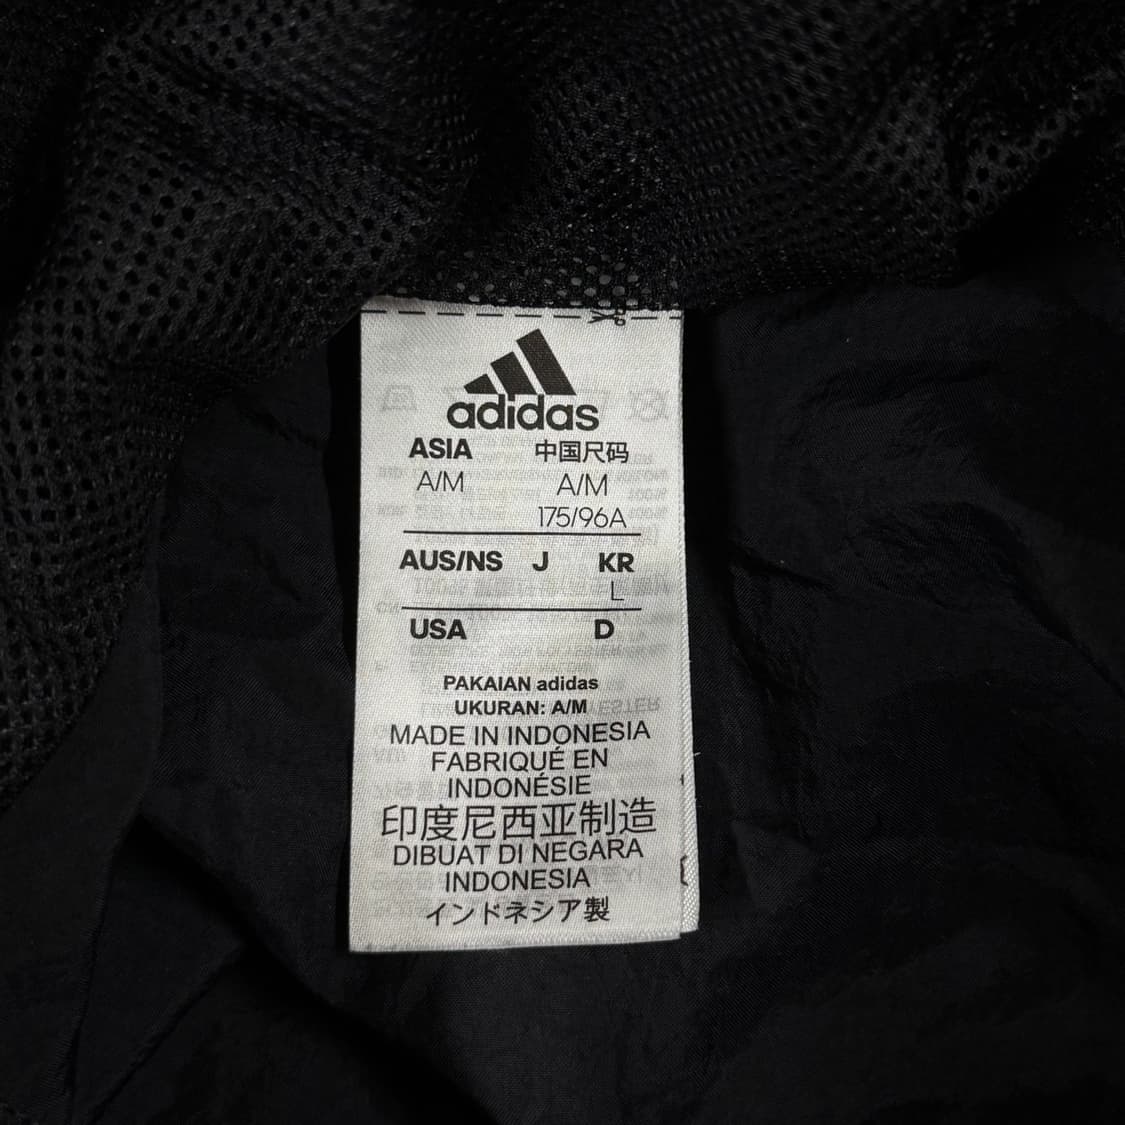 adidas
ASIA 中国尺码
A/M A/M
175/96A
AUS/NS J KR
L
USA D
PAKAIAN adidas
UKURAN: A/M
MADE IN INDONESIA
FABRIQUÉ EN
INDONÉSIE
印度尼西亚制造
DIBUAT DI NEGARA
INDONESIA
インドネシア製